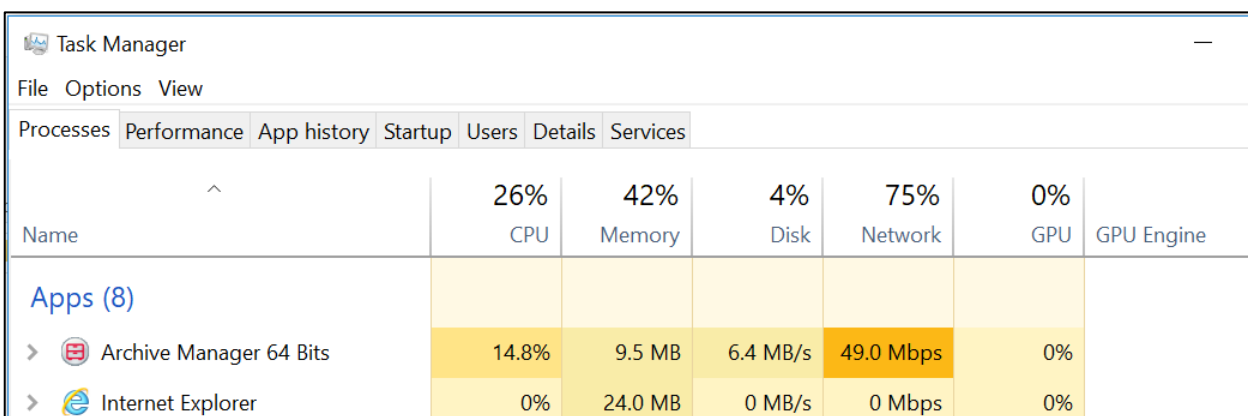 Task Manager
File Options View
Processes Performance App history Startup Users Details Services
26% 42% 4% 75% 0%
Name CPU Memory Disk Network GPU GPU Engine
Apps (8)
Archive Manager 64 Bits 14.8% 9.5 MB 6.4 MB/s 49.0 Mbps 0%
Internet Explorer 0% 24.0 MB 0 MB/s 0 Mbps 0%